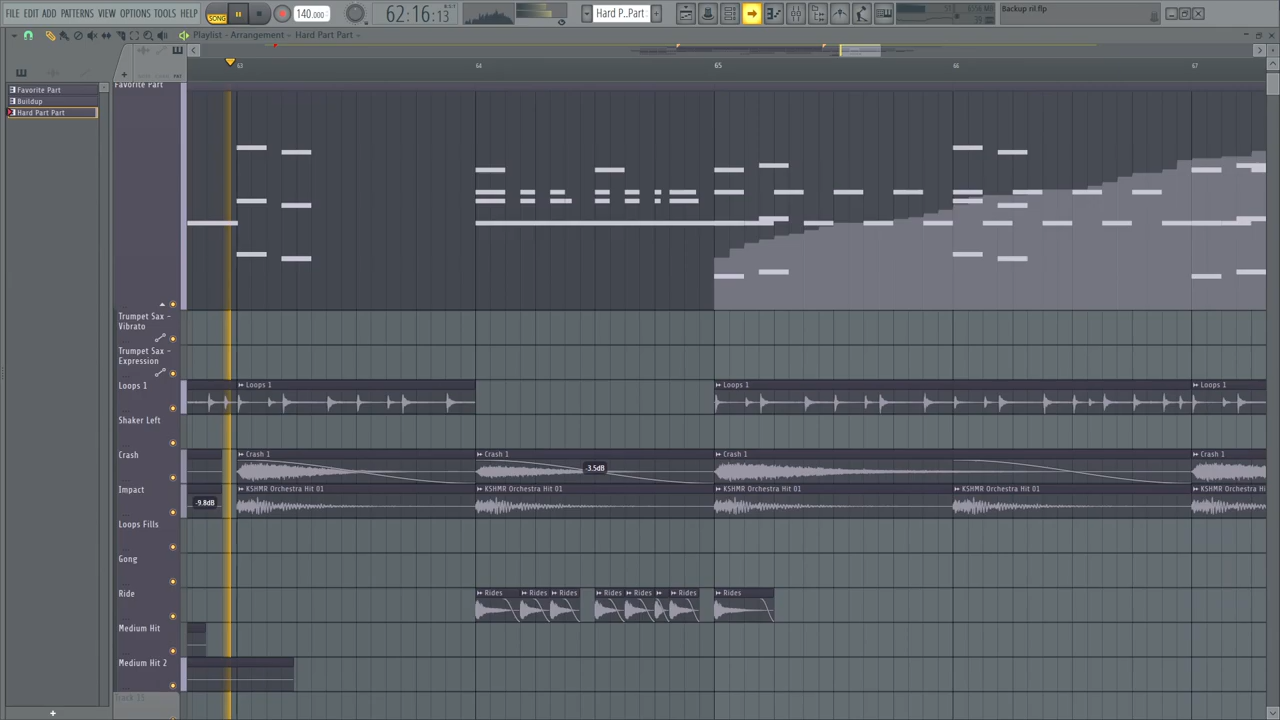 FILE EDIT ADD PATTERNS VIEW OPTIONS TOOLS HELP
SONG
140.000
62:16:13
Hard P..Part
Backup nil flp
Playlist - Arrangement - Hard Part Part
63
64
65
66
67
Favorite Part
Buildup
Hard Part Part
Favorite Part
Trumpet Sax - Vibrato
Trumpet Sax - Expression
Loops 1
Loops 1
Loops 1
Loops 1
Shaker Left
Crash
Crash 1
Crash 1
-3.5dB
Crash 1
Crash 1
Impact
-9.8dB
KSHMR Orchestra Hit 01
KSHMR Orchestra Hit 01
KSHMR Orchestra Hit 01
KSHMR Orchestra Hit 01
KSHMR Orchestra Hi
Loops Fills
Gong
Ride
Rides
Rides
Rides
Rides
Rides
Rides
Rides
Medium Hit
Medium Hit 2